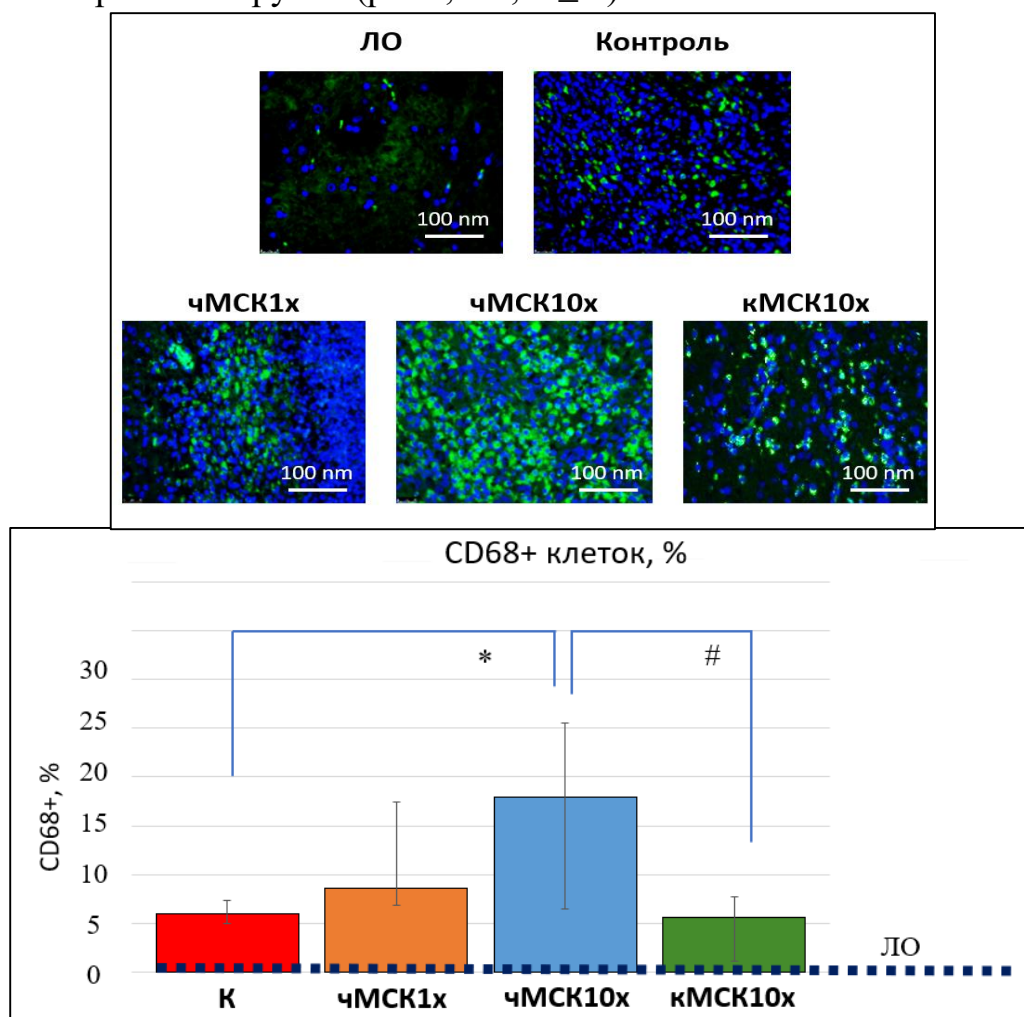 ЛО Контроль
100 nm 100 nm
чМСК1х чМСК10х кМСК10х
100 nm 100 nm 100 nm
CD68+ клеток, %
* #
30
25
20
15
10
5
0
CD68+, %
ЛО
К чМСК1х чМСК10х кМСК10х